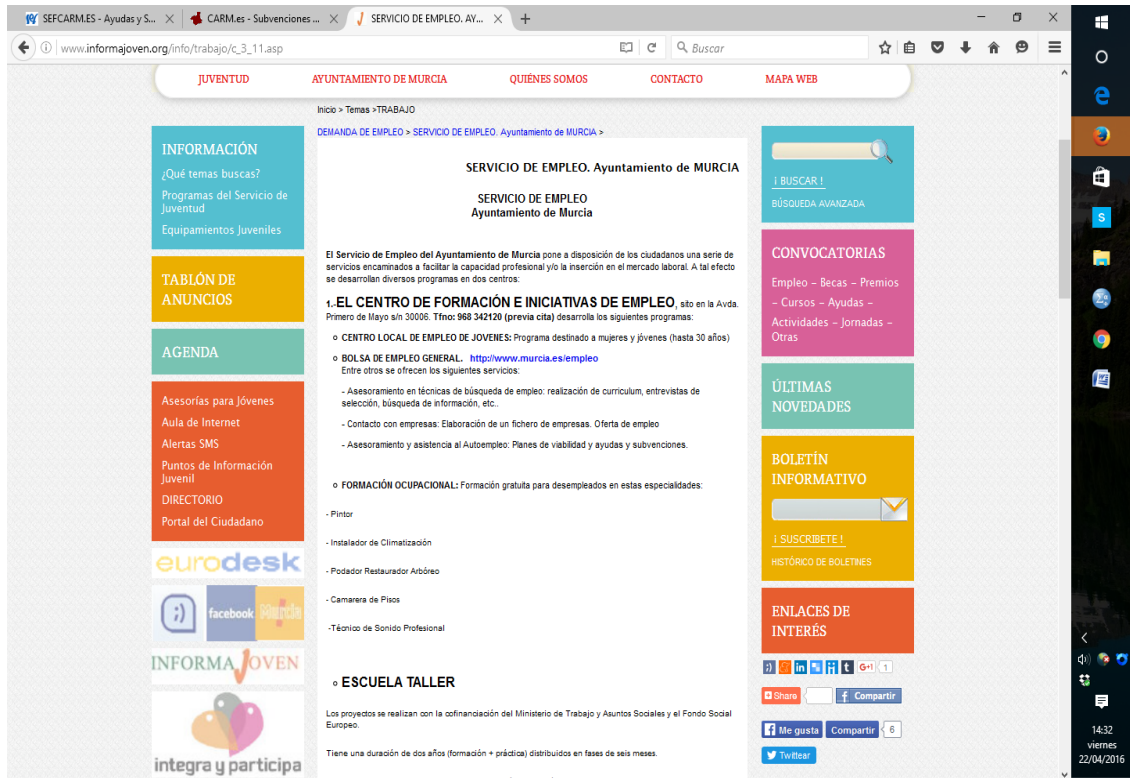 SEFCARM.ES - Ayudas y S...
CARM.es - Subvenciones ...
SERVICIO DE EMPLEO. AY...
www.informajoven.org/info/trabajo/c_3_11.asp
Buscar
JUVENTUD
AYUNTAMIENTO DE MURCIA
QUIÉNES SOMOS
CONTACTO
MAPA WEB
Inicio > Temas >TRABAJO
DEMANDA DE EMPLEO > SERVICIO DE EMPLEO. Ayuntamiento de MURCIA >
INFORMACIÓN
¿Qué temas buscas?
Programas del Servicio de
Juventud
Equipamientos Juveniles
TABLÓN DE
ANUNCIOS
AGENDA
Asesorías para Jóvenes
Aula de Internet
Alertas SMS
Puntos de Información
Juvenil
DIRECTORIO
Portal del Ciudadano
eurodesk
;)
facebook
Murcia
INFORMAJOVEN
integra y participa
SERVICIO DE EMPLEO. Ayuntamiento de MURCIA
SERVICIO DE EMPLEO
Ayuntamiento de Murcia
El Servicio de Empleo del Ayuntamiento de Murcia pone a disposición de los ciudadanos una serie de
servicios encaminados a facilitar la capacidad profesional y/o la inserción en el mercado laboral. A tal efecto
se desarrollan diversos programas en dos centros:
1.-EL CENTRO DE FORMACIÓN E INICIATIVAS DE EMPLEO, sito en la Avda.
Primero de Mayo s/n 30006. Tfno: 968 342120 (previa cita) desarrolla los siguientes programas:
CENTRO LOCAL DE EMPLEO DE JOVENES: Programa destinado a mujeres y jóvenes (hasta 30 años)
BOLSA DE EMPLEO GENERAL. http://www.murcia.es/empleo
Entre otros se ofrecen los siguientes servicios:
- Asesoramiento en técnicas de búsqueda de empleo: realización de curriculum, entrevistas de
selección, búsqueda de información, etc..
- Contacto con empresas: Elaboración de un fichero de empresas. Oferta de empleo
- Asesoramiento y asistencia al Autoempleo: Planes de viabilidad y ayudas y subvenciones.
FORMACIÓN OCUPACIONAL: Formación gratuita para desempleados en estas especialidades:
- Pintor
- Instalador de Climatización
- Podador Restaurador Arbóreo
- Camarera de Pisos
-Técnico de Sonido Profesional
ESCUELA TALLER
Los proyectos se realizan con la cofinanciación del Ministerio de Trabajo y Asuntos Sociales y el Fondo Social
Europeo.
Tiene una duración de dos años (formación + práctica) distribuidos en fases de seis meses.
¡ BUSCAR !
BÚSQUEDA AVANZADA
CONVOCATORIAS
Empleo – Becas – Premios
– Cursos – Ayudas –
Actividades – Jornadas –
Otras
ÚLTIMAS
NOVEDADES
BOLETÍN
INFORMATIVO
¡ SUSCRIBETE !
HISTÓRICO DE BOLETINES
ENLACES DE
INTERÉS
G+1 1
Share
Compartir
Me gusta Compartir 6
Twittear
14:32
viernes
22/04/2016